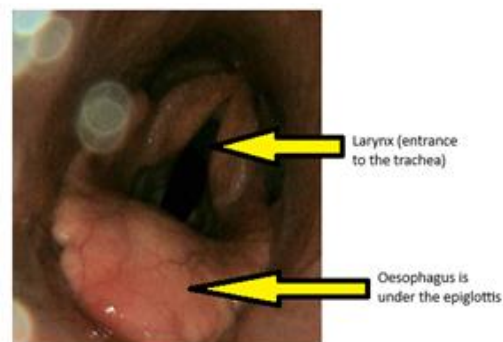 Larynx (entrance
to the trachea)
Oesophagus is
under the epiglottis